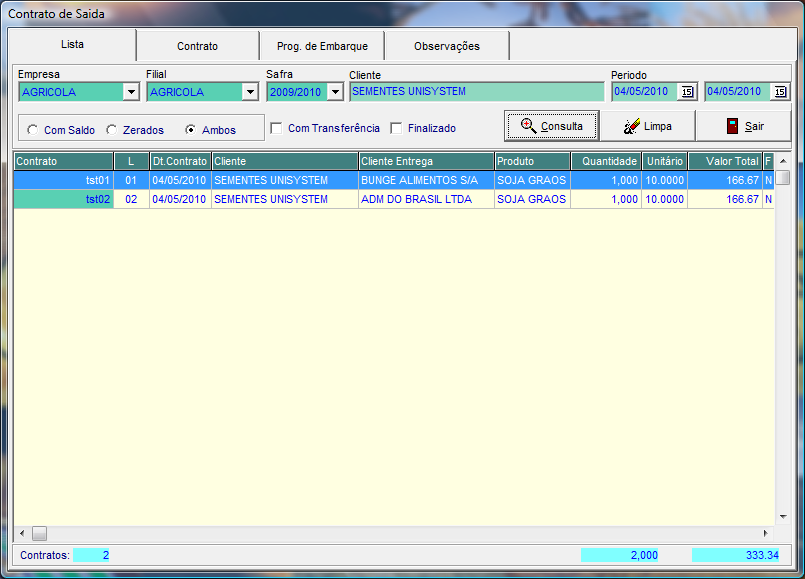 Contrato de Saida
Lista Contrato Prog. de Embarque Observações
Empresa Filial Safra Cliente Periodo
AGRICOLA AGRICOLA 2009/2010 SEMENTES UNISYSTEM 04/05/2010 15 04/05/2010 15
Com Saldo Zerados Ambos Com Transferência Finalizado Consulta Limpa Sair
Contrato L Dt.Contrato Cliente Cliente Entrega Produto Quantidade Unitário Valor Total F
tst01 01 04/05/2010 SEMENTES UNISYSTEM BUNGE ALIMENTOS S/A SOJA GRAOS 1,000 10.0000 166.67 N
tst02 02 04/05/2010 SEMENTES UNISYSTEM ADM DO BRASIL LTDA SOJA GRAOS 1,000 10.0000 166.67 N
Contratos: 2 2,000 333.34